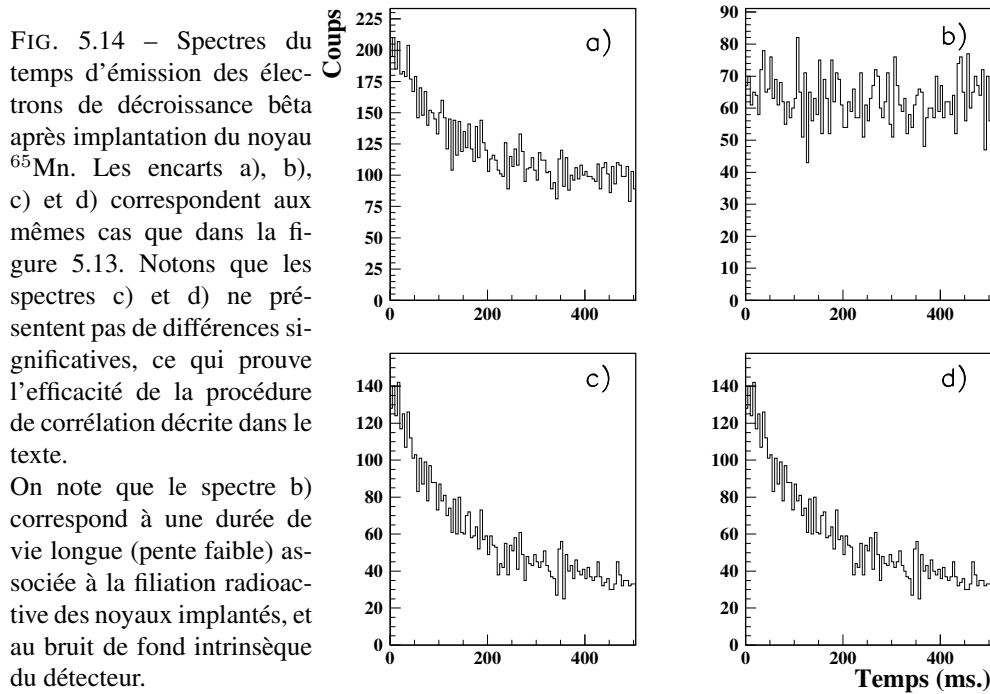 FIG. 5.14 – Spectres du
temps d'émission des élec-
trons de décroissance bêta
après implantation du noyau
⁶⁵Mn. Les encarts a), b),
c) et d) correspondent aux
mêmes cas que dans la fi-
gure 5.13. Notons que les
spectres c) et d) ne pré-
sentent pas de différences si-
gnificatives, ce qui prouve
l'efficacité de la procédure
de corrélation décrite dans le
texte.
On note que le spectre b)
correspond à une durée de
vie longue (pente faible) as-
sociée à la filiation radioac-
tive des noyaux implantés, et
au bruit de fond intrinsèque
du détecteur.
Coups
a)
225
200
175
150
125
100
75
50
25
0
0 200 400
b)
90
80
70
60
50
40
30
20
10
0
0 200 400
c)
140
120
100
80
60
40
20
0
0 200 400
d)
140
120
100
80
60
40
20
0
0 200 400
Temps (ms.)